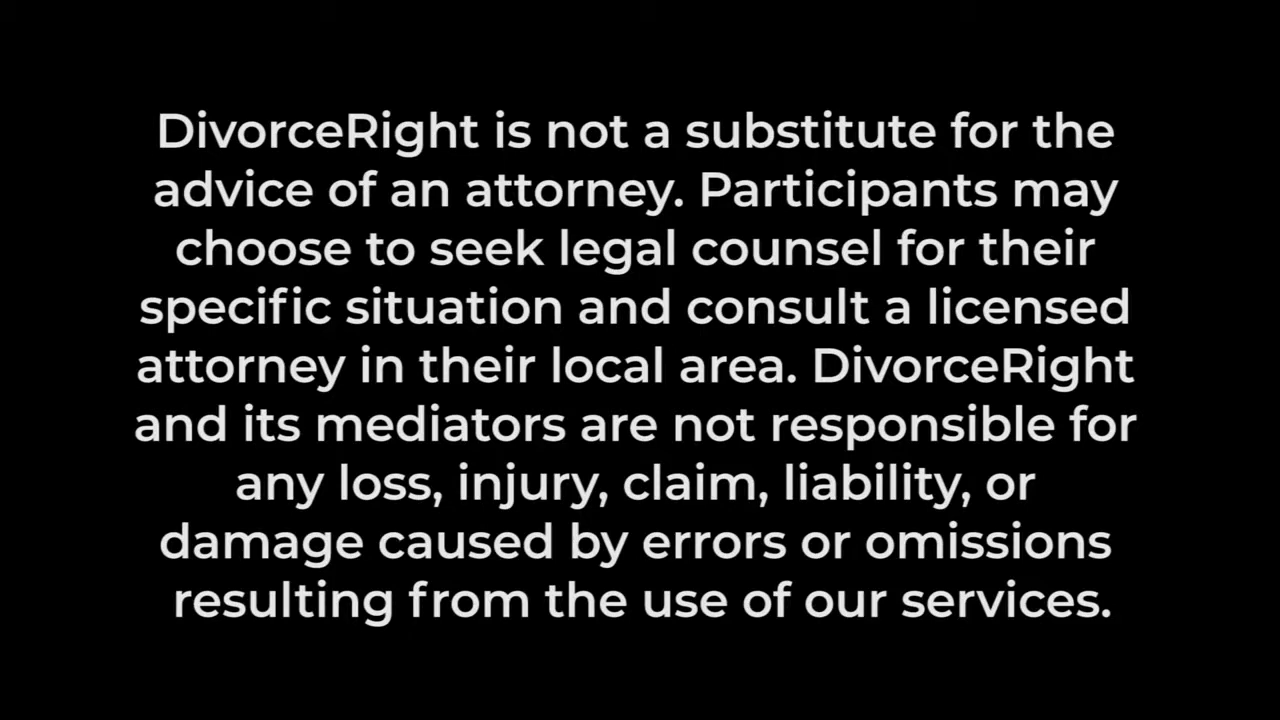 DivorceRight is not a substitute for the
advice of an attorney. Participants may
choose to seek legal counsel for their
specific situation and consult a licensed
attorney in their local area. DivorceRight
and its mediators are not responsible for
any loss, injury, claim, liability, or
damage caused by errors or omissions
resulting from the use of our services.